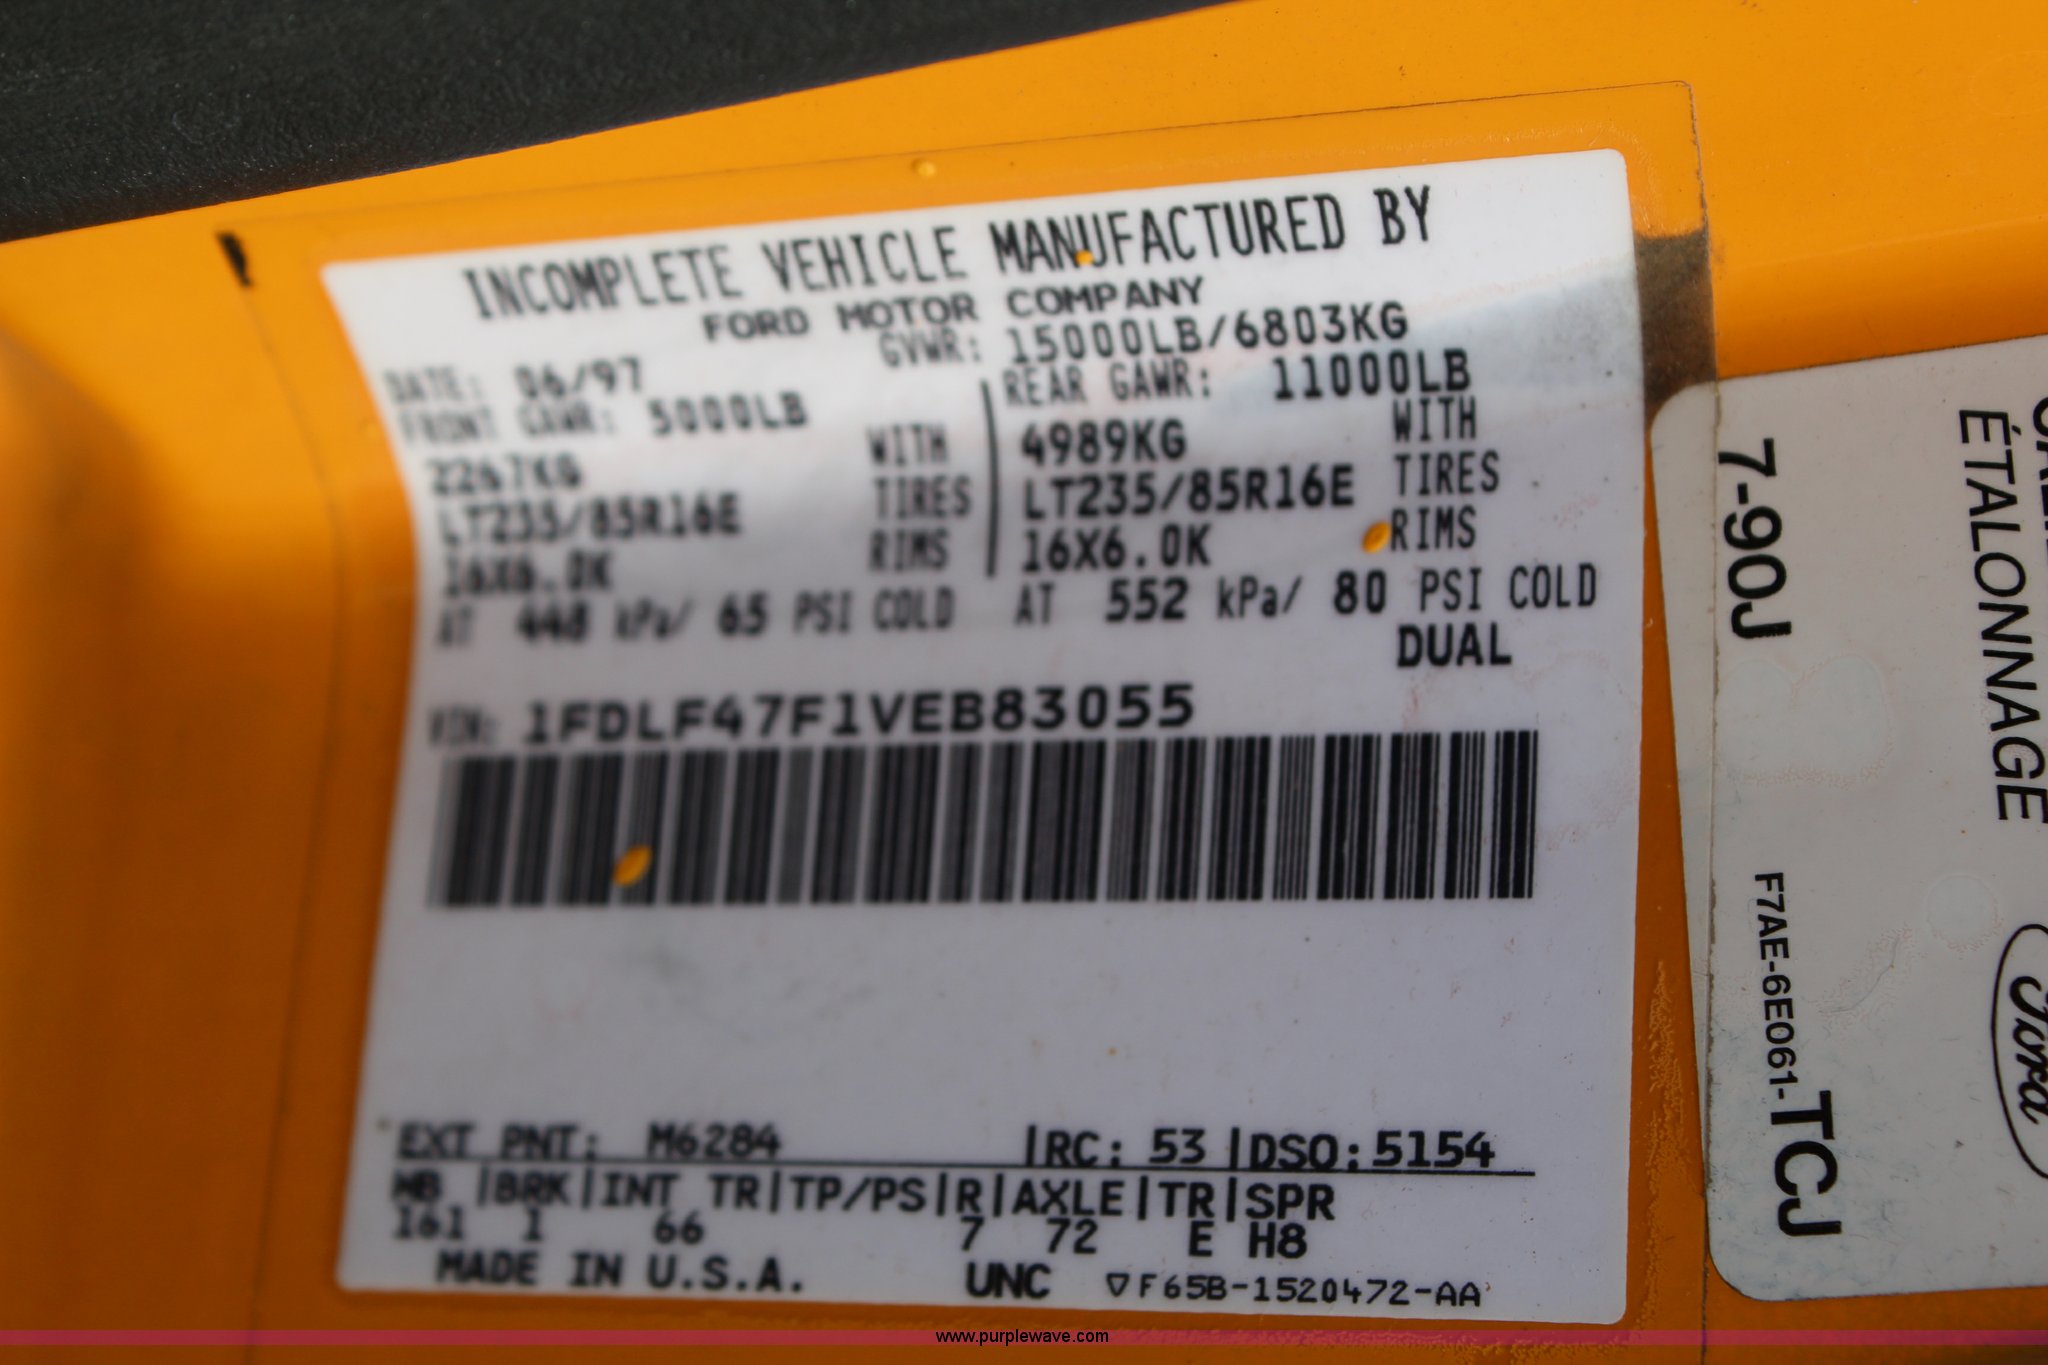 INCOMPLETE VEHICLE MANUFACTURED BY
FORD MOTOR COMPANY
DATE: 06/97 GVWR: 15000LB/6803KG
FRONT GAWR: 5000LB REAR GAWR: 11000LB
2267KG WITH 4989KG WITH
LT235/85R16E TIRES LT235/85R16E TIRES
16X6.0K RIMS 16X6.0K RIMS
AT 448 kPa/ 65 PSI COLD AT 552 kPa/ 80 PSI COLD
DUAL
VIN: 1FDLF47F1VEB83055
EXT PNT: M6284 |RC: 53 |DSO:5154
WB |BRK|INT TR|TP/PS|R|AXLE|TR|SPR
161 1 66 7 72 E H8
MADE IN U.S.A. UNC ▽F65B-1520472-AA
ÉTALONNAGE
7-90J
F7AE-6E061-TCJ
Ford
www.purplewave.com